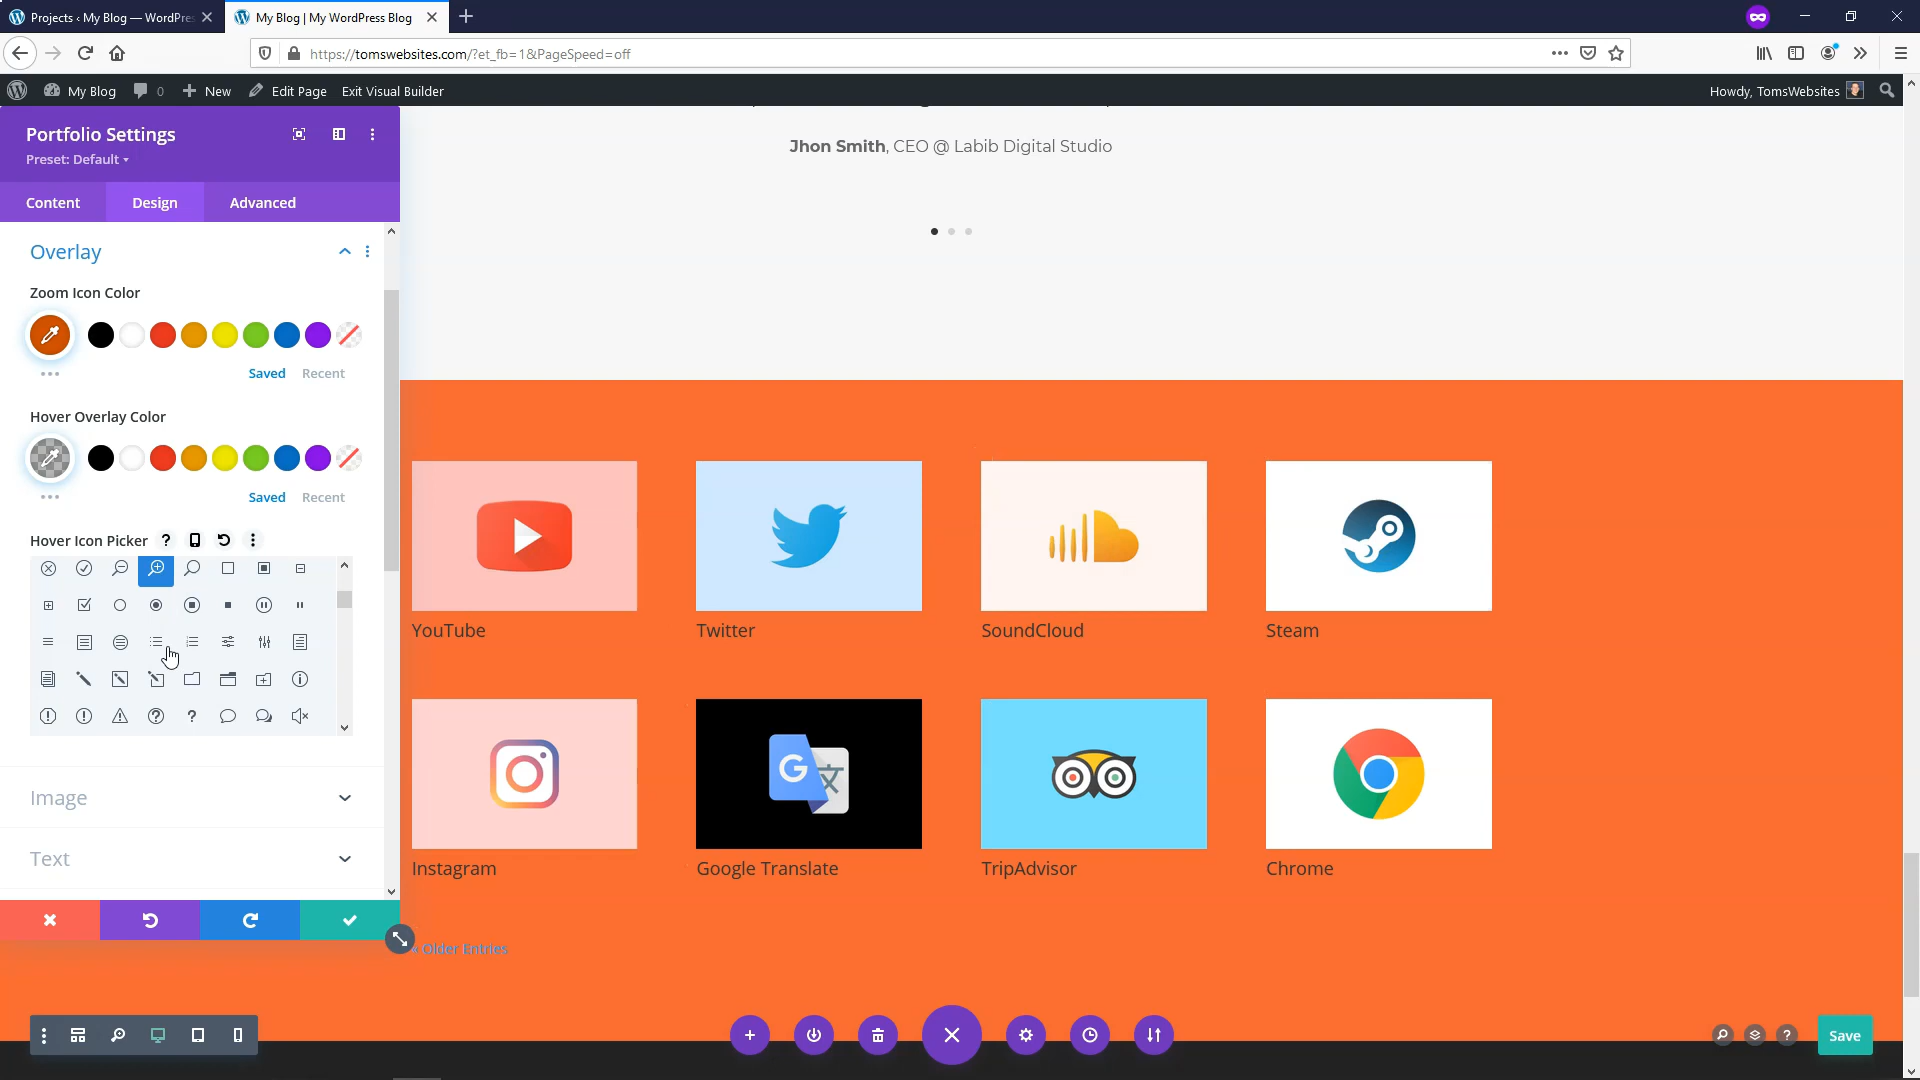 Projects ‹ My Blog — WordPre
My Blog | My WordPress Blog
https://tomswebsites.com/?et_fb=1&PageSpeed=off
My Blog
0
New
Edit Page
Exit Visual Builder
Howdy, TomsWebsites
Portfolio Settings
Preset: Default
Content
Design
Advanced
Overlay
Zoom Icon Color
Saved
Recent
Hover Overlay Color
Saved
Recent
Hover Icon Picker
Image
Text
Jhon Smith, CEO @ Labib Digital Studio
YouTube
Twitter
SoundCloud
Steam
Instagram
Google Translate
TripAdvisor
Chrome
« Older Entries
Save